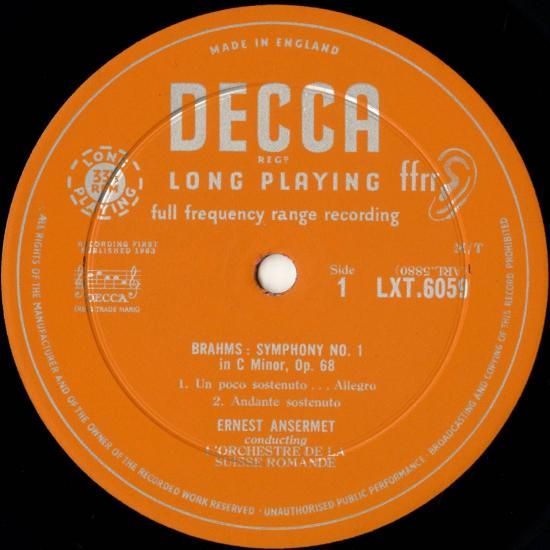 MADE IN ENGLAND
DECCA
REGD
LONG PLAYING
ffrr
full frequency range recording
LONG PLAYING
33⅓
RPM
RECORDING FIRST
PUBLISHED 1963
DECCA
(REG. TRADE MARK)
M/T
(ARL.5880)
Side
1
LXT.6059
BRAHMS : SYMPHONY NO. 1
in C Minor, Op. 68
1. Un poco sostenuto . . . Allegro
2. Andante sostenuto
ERNEST ANSERMET
conducting
L'ORCHESTRE DE LA
SUISSE ROMANDE
· ALL RIGHTS OF THE MANUFACTURER AND OF THE OWNER OF THE RECORDED WORK RESERVED · UNAUTHORISED PUBLIC PERFORMANCE · BROADCASTING AND COPYING OF THIS RECORD PROHIBITED